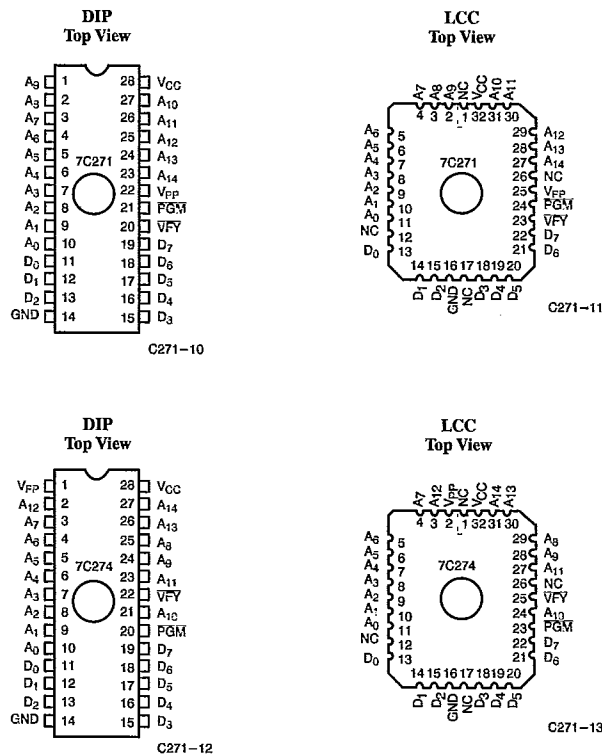 DIP
Top View
A9 1 28 VCC
A8 2 27 A10
A7 3 26 A11
A6 4 25 A12
A5 5 24 A13
A4 6 7C271 23 A14
A3 7 22 VPP
A2 8 21 PGM
A1 9 20 VFY
A0 10 19 D7
D0 11 18 D6
D1 12 17 D5
D2 13 16 D4
GND 14 15 D3
C271-10
LCC
Top View
A7 A8 A9 NC VCC A10 A11
4 3 2 1 32 31 30
A6 5 29 A12
A5 6 28 A13
A4 7 7C271 27 A14
A3 8 26 NC
A2 9 25 VPP
A1 10 24 PGM
A0 11 23 VFY
NC 12 22 D7
D0 13 21 D6
14 15 16 17 18 19 20
D1 D2 GND NC D3 D4 D5
C271-11
DIP
Top View
VPP 1 28 VCC
A12 2 27 A14
A7 3 26 A13
A6 4 25 A8
A5 5 24 A9
A4 6 7C274 23 A11
A3 7 22 VFY
A2 8 21 A10
A1 9 20 PGM
A0 10 19 D7
D0 11 18 D6
D1 12 17 D5
D2 13 16 D4
GND 14 15 D3
C271-12
LCC
Top View
A7 A12 VPP NC VCC A14 A13
4 3 2 1 32 31 30
A6 5 29 A8
A5 6 28 A9
A4 7 7C274 27 A11
A3 8 26 NC
A2 9 25 VFY
A1 10 24 A10
A0 11 23 PGM
NC 12 22 D7
D0 13 21 D6
14 15 16 17 18 19 20
D1 D2 GND NC D3 D4 D5
C271-13